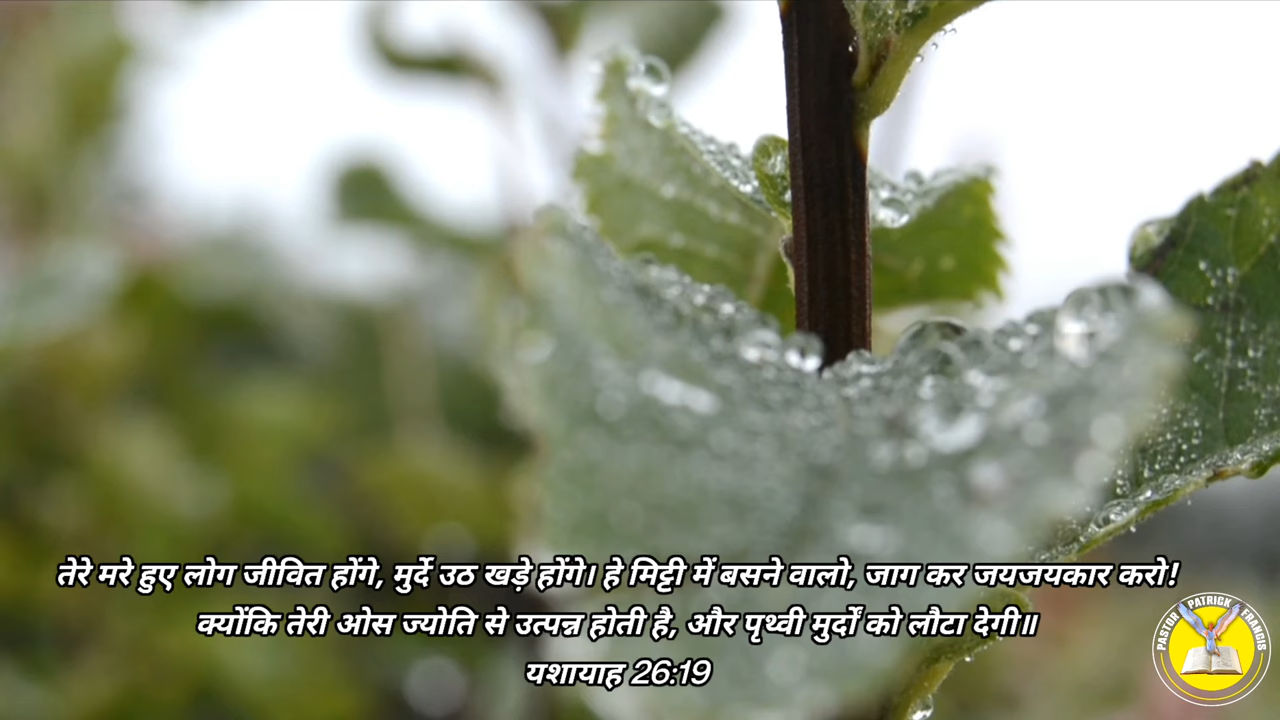 तेरे मरे हुए लोग जीवित होंगे, मुर्दे उठ खड़े होंगे। हे मिट्टी में बसने वालो, जाग कर जयजयकार करो!
क्योंकि तेरी ओस ज्योति से उत्पन्न होती है, और पृथ्वी मुर्दों को लौटा देगी॥
यशायाह 26:19
PASTOR PATRICK FRANCIS